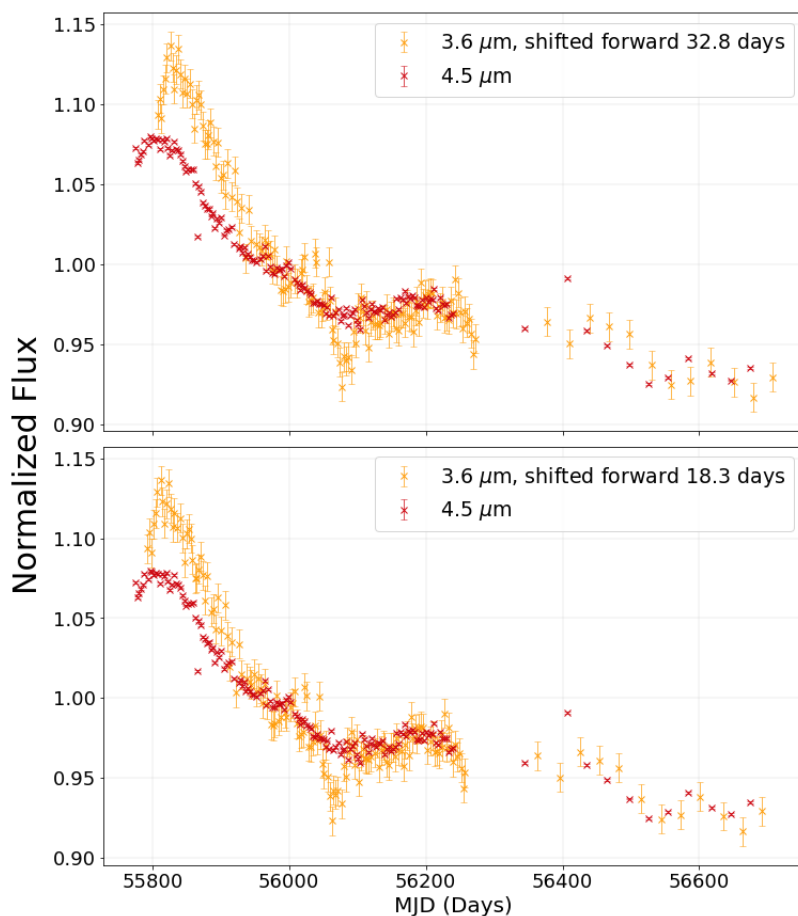 1.15
3.6 μm, shifted forward 32.8 days
4.5 μm
1.10
1.05
1.00
0.95
0.90
Normalized Flux
1.15
3.6 μm, shifted forward 18.3 days
4.5 μm
1.10
1.05
1.00
0.95
0.90
55800 56000 56200 56400 56600
MJD (Days)